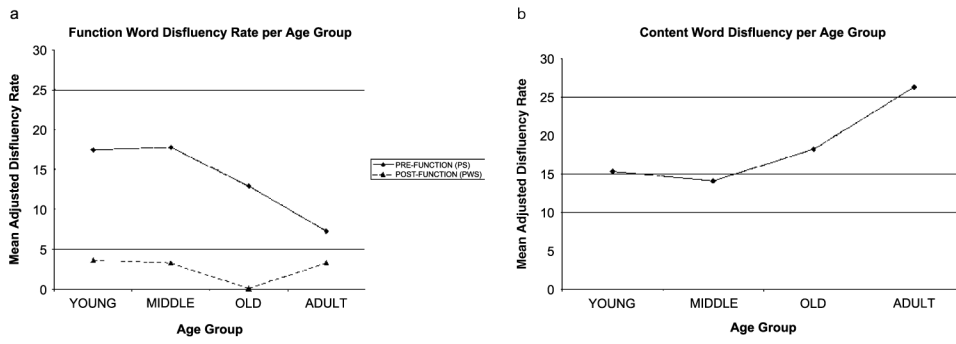 a
Function Word Disfluency Rate per Age Group
Mean Adjusted Disfluency Rate
30
25
20
15
10
5
0
YOUNG MIDDLE OLD ADULT
Age Group
PRE-FUNCTION (PS)
POST-FUNCTION (PWS)
b
Content Word Disfluency per Age Group
Mean Adjusted Disfluency Rate
30
25
20
15
10
5
0
YOUNG MIDDLE OLD ADULT
Age Group